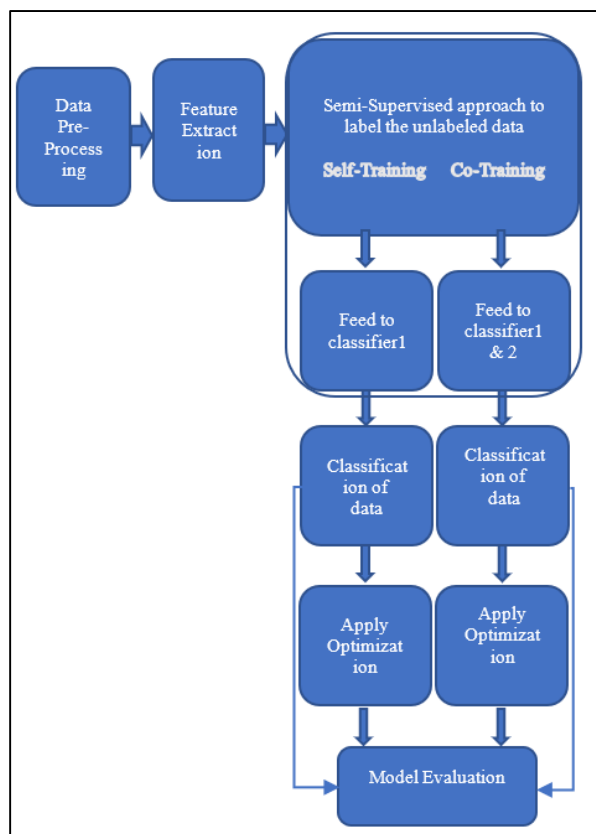 Data
Pre-
Process
ing
Feature
Extract
ion
Semi-Supervised approach to
label the unlabeled data
Self-Training Co-Training
Feed to
classifier1
Feed to
classifier1
& 2
Classificat
ion of
data
Classificat
ion of
data
Apply
Optimizat
ion
Apply
Optimizat
ion
Model Evaluation